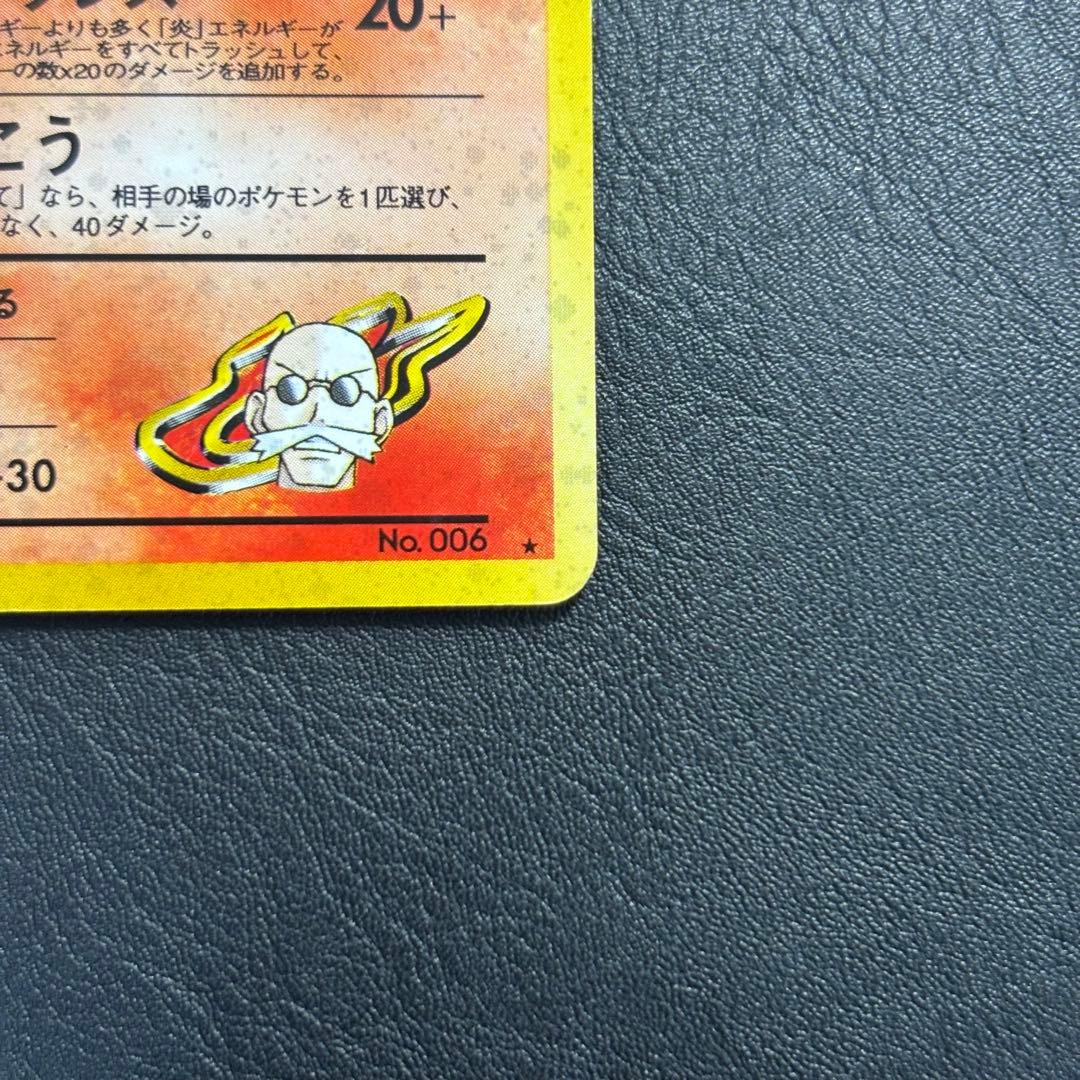 20+
ギーよりも多く「炎」エネルギーが
エネルギーをすべてトラッシュして、
ーの数x20のダメージを追加する。
こう
て」なら、相手の場のポケモンを1匹選び、
なく、40ダメージ。
る
-30
No. 006 ★